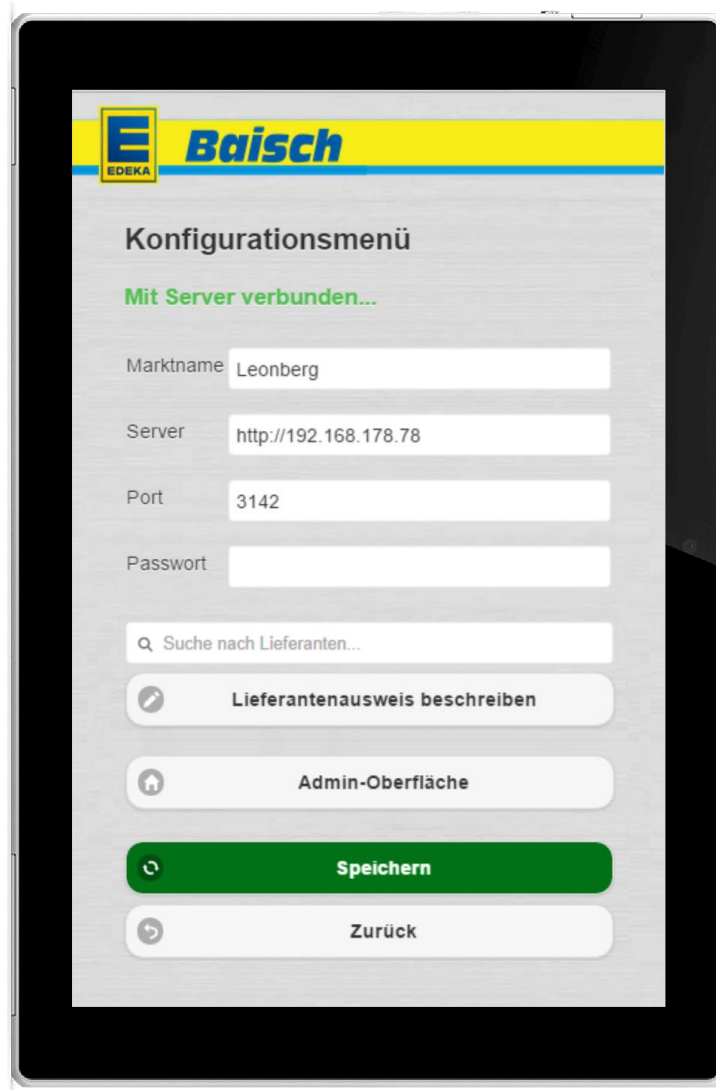 E
EDEKA
Baisch
Konfigurationsmenü
Mit Server verbunden...
Marktname
Leonberg
Server
http://192.168.178.78
Port
3142
Passwort
Suche nach Lieferanten...
Lieferantenausweis beschreiben
Admin-Oberfläche
Speichern
Zurück